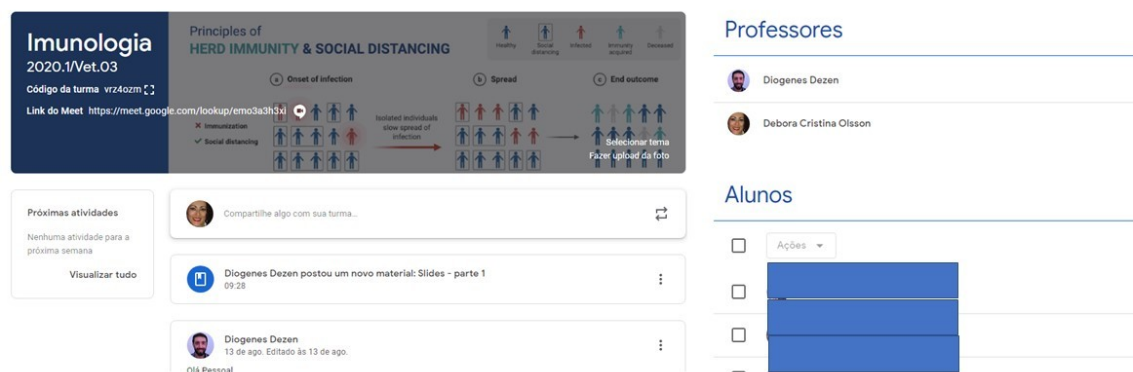 Imunologia
2020.1/Vet.03
Código da turma vrz4ozm
Link do Meet https://meet.google.com/lookup/emo3a3h3xi
Principles of
HERD IMMUNITY & SOCIAL DISTANCING
Healthy
Social
distancing
Infected
Immunity
acquired
Deceased
a Onset of infection
b Spread
c End outcome
Immunization
Social distancing
Isolated individuals
slow spread of
infection
Selecionar tema
Fazer upload da foto
Próximas atividades
Nenhuma atividade para a
próxima semana
Visualizar tudo
Compartilhe algo com sua turma...
Diogenes Dezen postou um novo material: Slides - parte 1
09:28
Diogenes Dezen
13 de ago. Editado às 13 de ago.
Olá Pessoal
Professores
Diogenes Dezen
Debora Cristina Olsson
Alunos
Ações